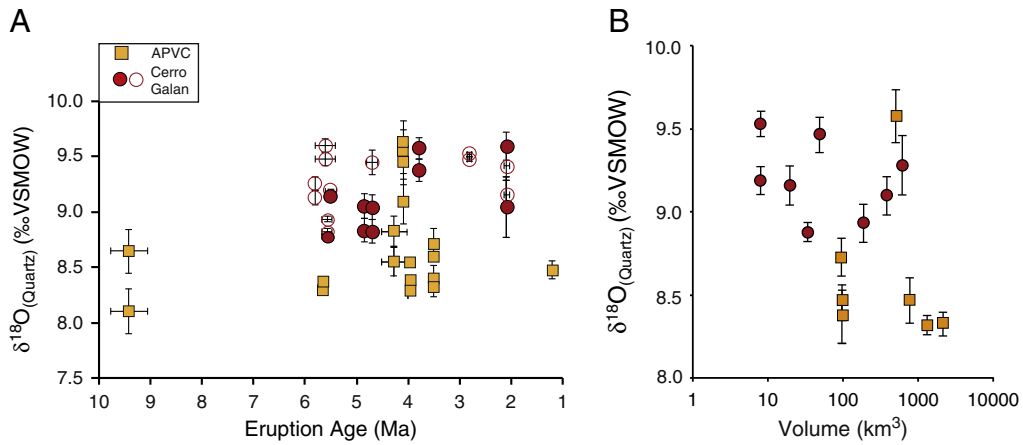 A
APVC
Cerro
Galan
10.0
9.5
9.0
8.5
8.0
7.5
δ18O(Quartz) (‰VSMOW)
10 9 8 7 6 5 4 3 2 1
Eruption Age (Ma)
B
10.0
9.5
9.0
8.5
8.0
δ18O(Quartz) (‰VSMOW)
1 10 100 1000 10000
Volume (km3)